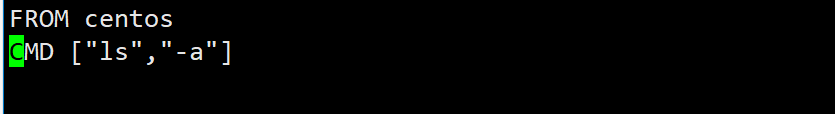 FROM centos
CMD ["ls","-a"]